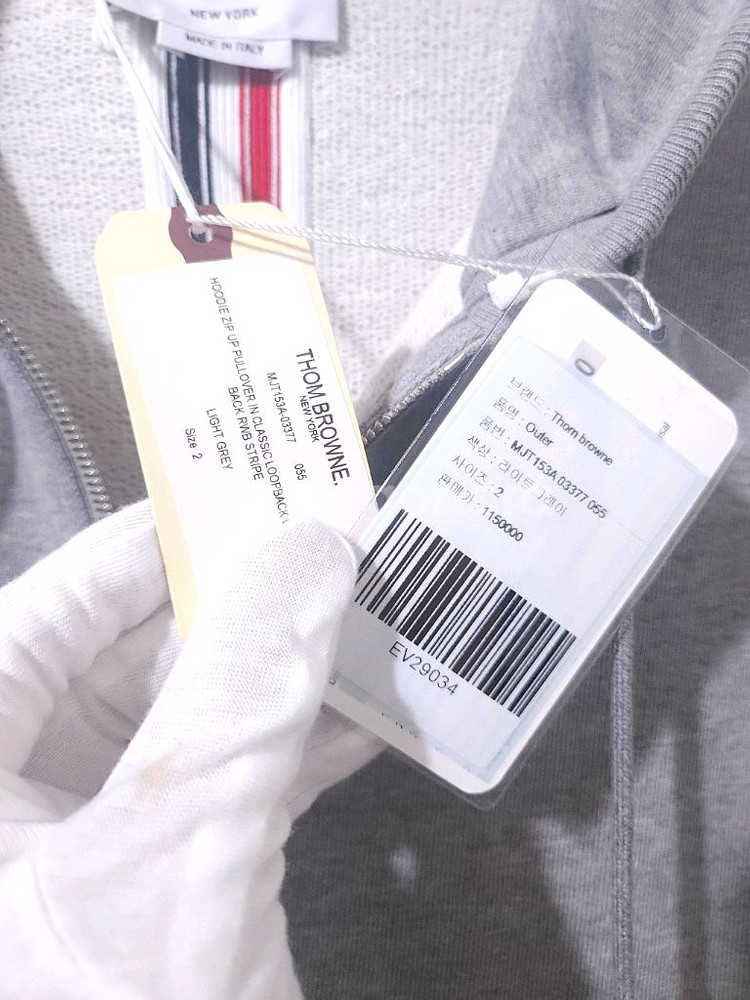 NEW YORK
MADE IN ITALY
THOM BROWNE.
NEW YORK
MJT153A-03377 055
HOODIE ZIP UP PULLOVER IN CLASSIC LOOPBACK
BACK RWB STRIPE
LIGHT GREY
Size 2
0
브랜드 : Thom browne
품명 : Outer
품번 : MJT153A 03377 055
색상 : 라이트그레이
사이즈 : 2
판매가 : 1150000
EV29034